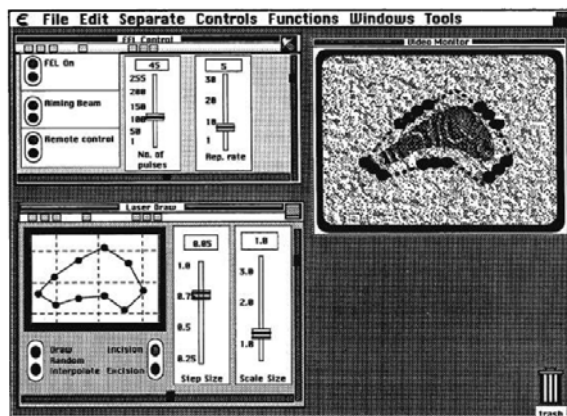 File Edit Separate Controls Functions Windows Tools
FEL Control
Video Monitor
FEL On
Aiming Beam
Remote control
45
255
200
150
100
50
1
No. of
pulses
5
30
20
10
1
Rep. rate
Laser Draw
0.05
1.0
0.75
0.5
0.25
Step Size
1.0
3.0
2.0
1.0
Scale Size
Draw
Random
Interpolate
Incision
Excision
trash